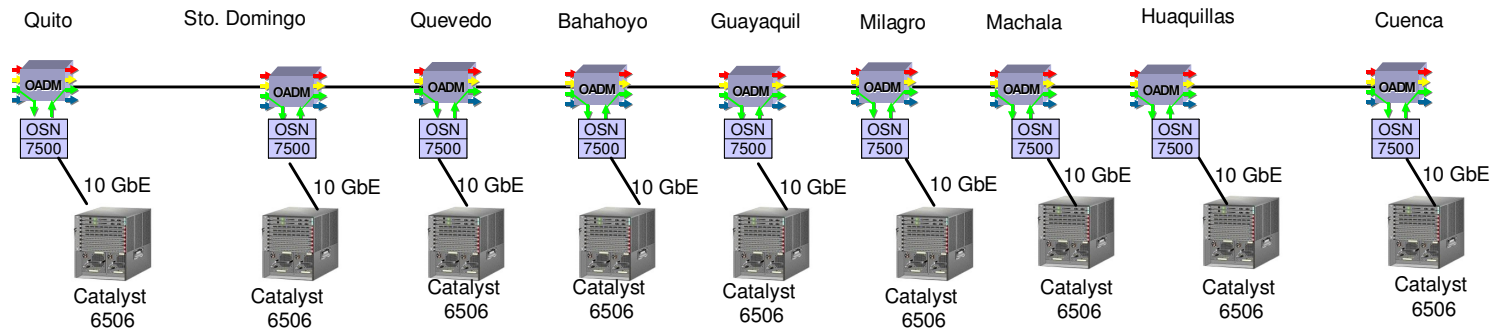 Quito Sto. Domingo Quevedo Bahahoyo Guayaquil Milagro Machala Huaquillas Cuenca
OADM OADM OADM OADM OADM OADM OADM OADM OADM
OSN OSN OSN OSN OSN OSN OSN OSN OSN
7500 7500 7500 7500 7500 7500 7500 7500 7500
10 GbE 10 GbE 10 GbE 10 GbE 10 GbE 10 GbE 10 GbE 10 GbE 10 GbE
Catalyst Catalyst Catalyst Catalyst Catalyst Catalyst Catalyst Catalyst Catalyst
6506 6506 6506 6506 6506 6506 6506 6506 6506